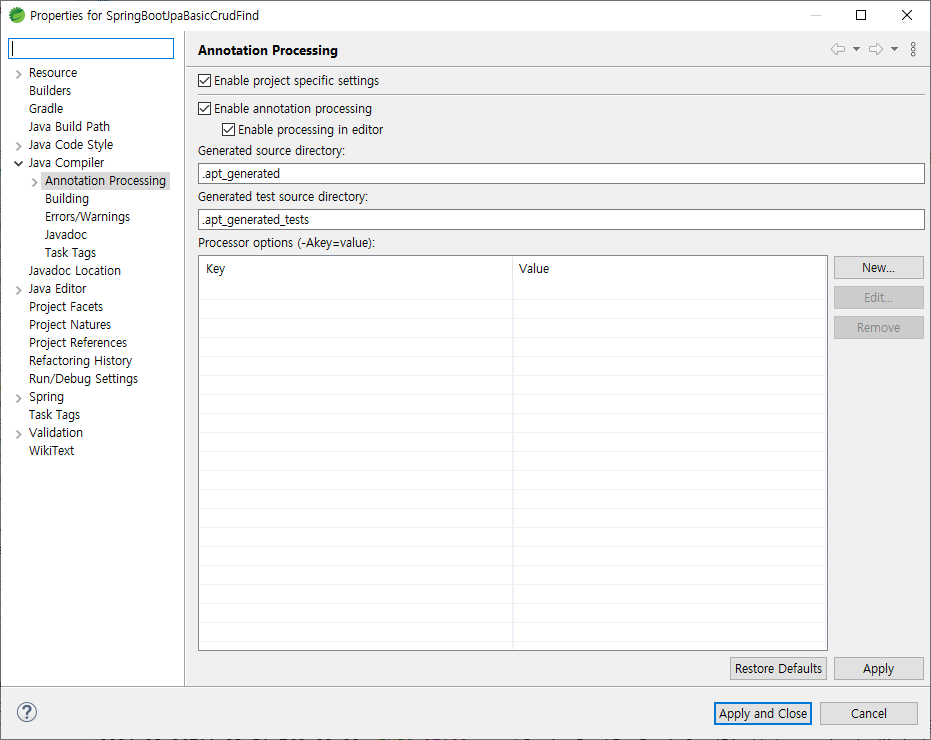 Properties for SpringBootJpaBasicCrudFind
Resource
Builders
Gradle
Java Build Path
Java Code Style
Java Compiler
Annotation Processing
Building
Errors/Warnings
Javadoc
Task Tags
Javadoc Location
Java Editor
Project Facets
Project Natures
Project References
Refactoring History
Run/Debug Settings
Spring
Task Tags
Validation
WikiText
Annotation Processing
Enable project specific settings
Enable annotation processing
Enable processing in editor
Generated source directory:
.apt_generated
Generated test source directory:
.apt_generated_tests
Processor options (-Akey=value):
Key Value
New...
Edit...
Remove
Restore Defaults Apply
? Apply and Close Cancel